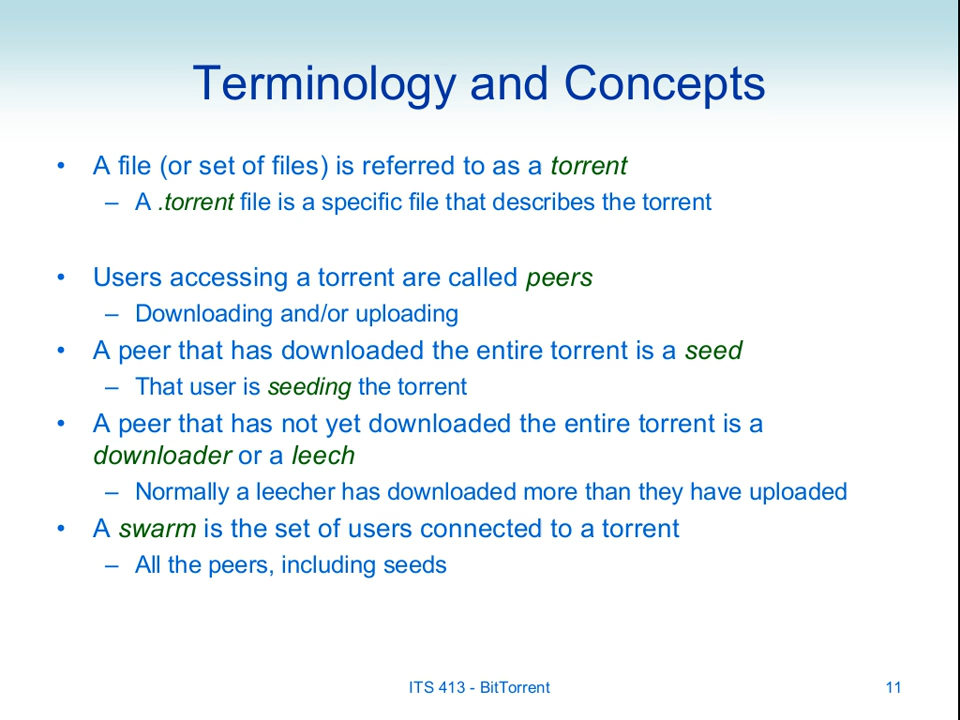 Terminology and Concepts
• A file (or set of files) is referred to as a torrent
– A .torrent file is a specific file that describes the torrent
• Users accessing a torrent are called peers
– Downloading and/or uploading
• A peer that has downloaded the entire torrent is a seed
– That user is seeding the torrent
• A peer that has not yet downloaded the entire torrent is a
downloader or a leech
– Normally a leecher has downloaded more than they have uploaded
• A swarm is the set of users connected to a torrent
– All the peers, including seeds
ITS 413 - BitTorrent
11